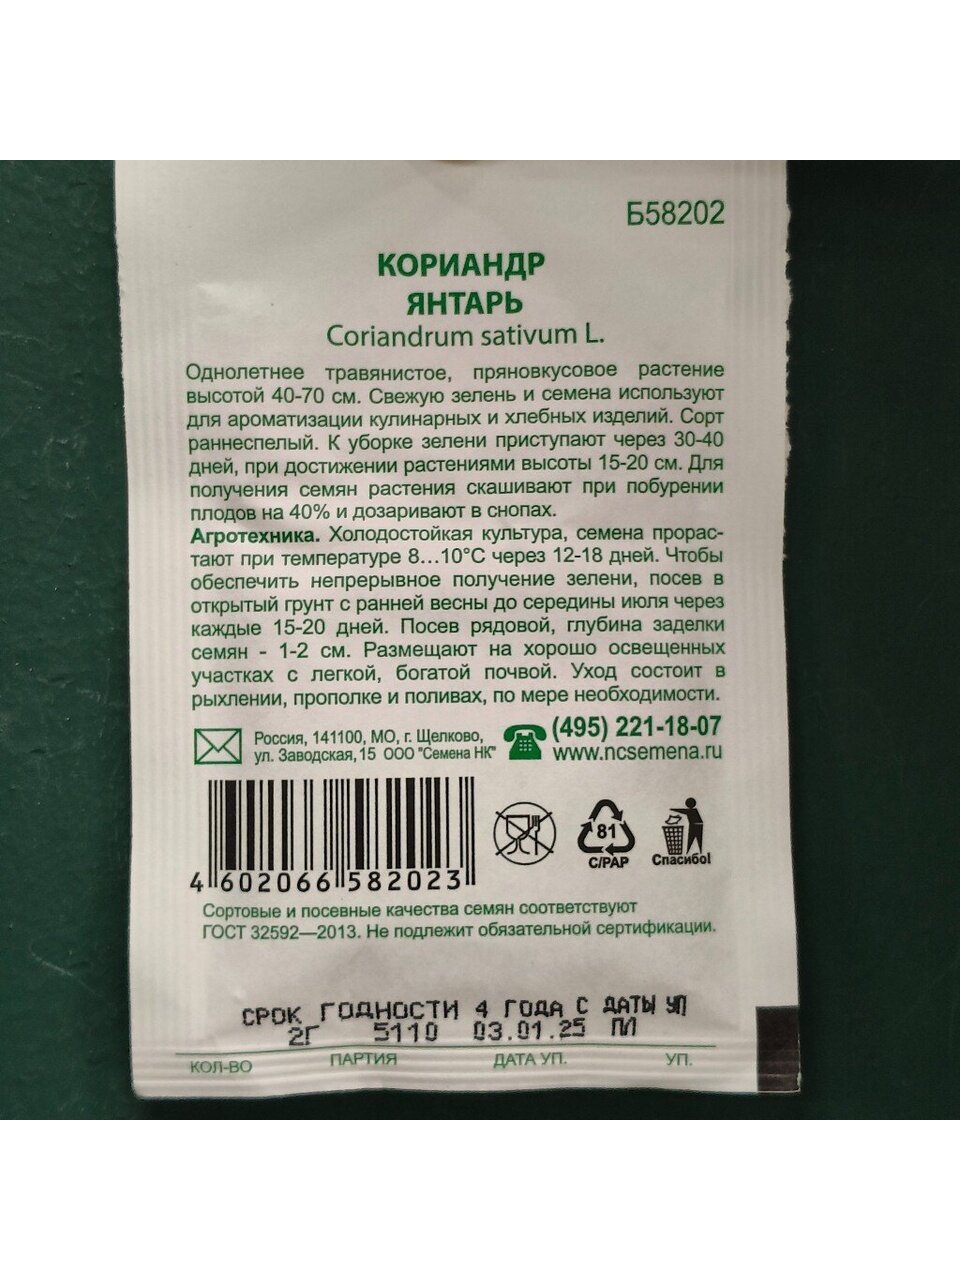 Б58202
КОРИАНДР
ЯНТАРЬ
Coriandrum sativum L.
Однолетнее травянистое, пряновкусовое растение
высотой 40-70 см. Свежую зелень и семена используют
для ароматизации кулинарных и хлебных изделий. Сорт
раннеспелый. К уборке зелени приступают через 30-40
дней, при достижении растениями высоты 15-20 см. Для
получения семян растения скашивают при побурении
плодов на 40% и дозаривают в снопах.
Агротехника. Холодостойкая культура, семена прорас-
тают при температуре 8...10°С через 12-18 дней. Чтобы
обеспечить непрерывное получение зелени, посев в
открытый грунт с ранней весны до середины июля через
каждые 15-20 дней. Посев рядовой, глубина заделки
семян - 1-2 см. Размещают на хорошо освещенных
участках с легкой, богатой почвой. Уход состоит в
рыхлении, прополке и поливах, по мере необходимости.
Россия, 141100, МО, г. Щелково,
ул. Заводская,15 ООО "Семена НК"
(495) 221-18-07
www.ncsemena.ru
4 602066 582023
81
C/PAP
Спасибо!
Сортовые и посевные качества семян соответствуют
ГОСТ 32592—2013. Не подлежит обязательной сертификации.
СРОК ГОДНОСТИ 4 ГОДА С ДАТЫ УП
2Г 5110 03.01.25 ПЛ
КОЛ-ВО ПАРТИЯ ДАТА УП. УП.